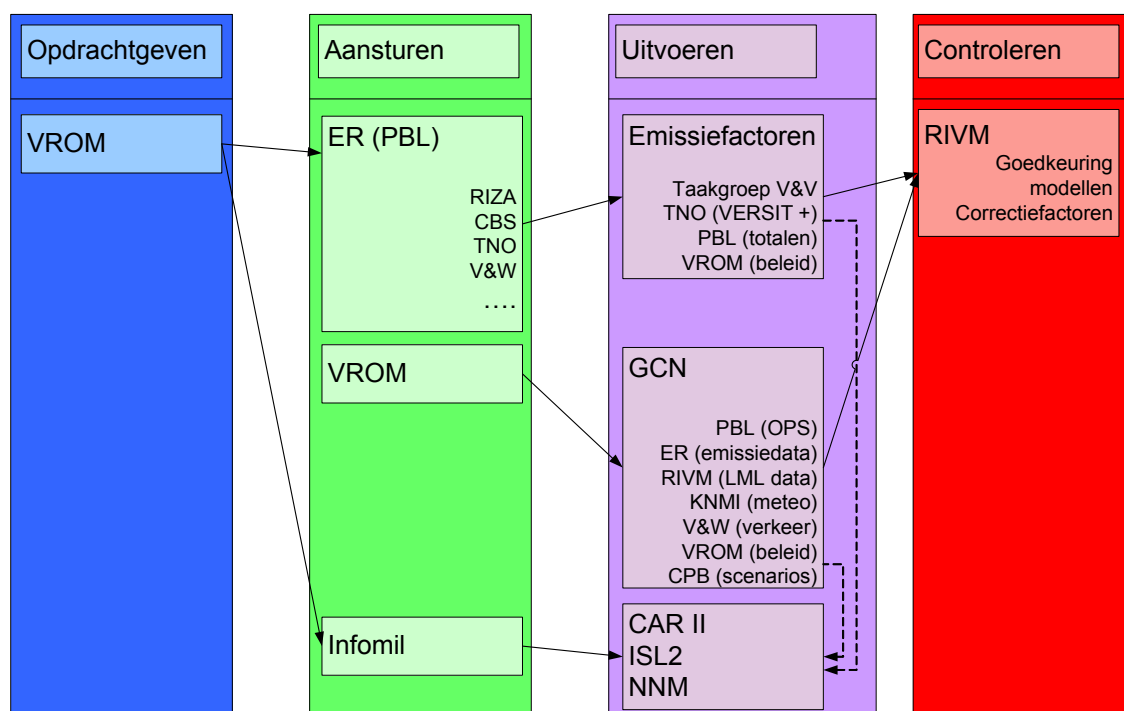 Opdrachtgeven
VROM
Aansturen
ER (PBL)
RIZA
CBS
TNO
V&W
....
VROM
Infomil
Uitvoeren
Emissiefactoren
Taakgroep V&V
TNO (VERSIT +)
PBL (totalen)
VROM (beleid)
GCN
PBL (OPS)
ER (emissiedata)
RIVM (LML data)
KNMI (meteo)
V&W (verkeer)
VROM (beleid)
CPB (scenarios)
CAR II
ISL2
NNM
Controleren
RIVM
Goedkeuring
modellen
Correctiefactoren